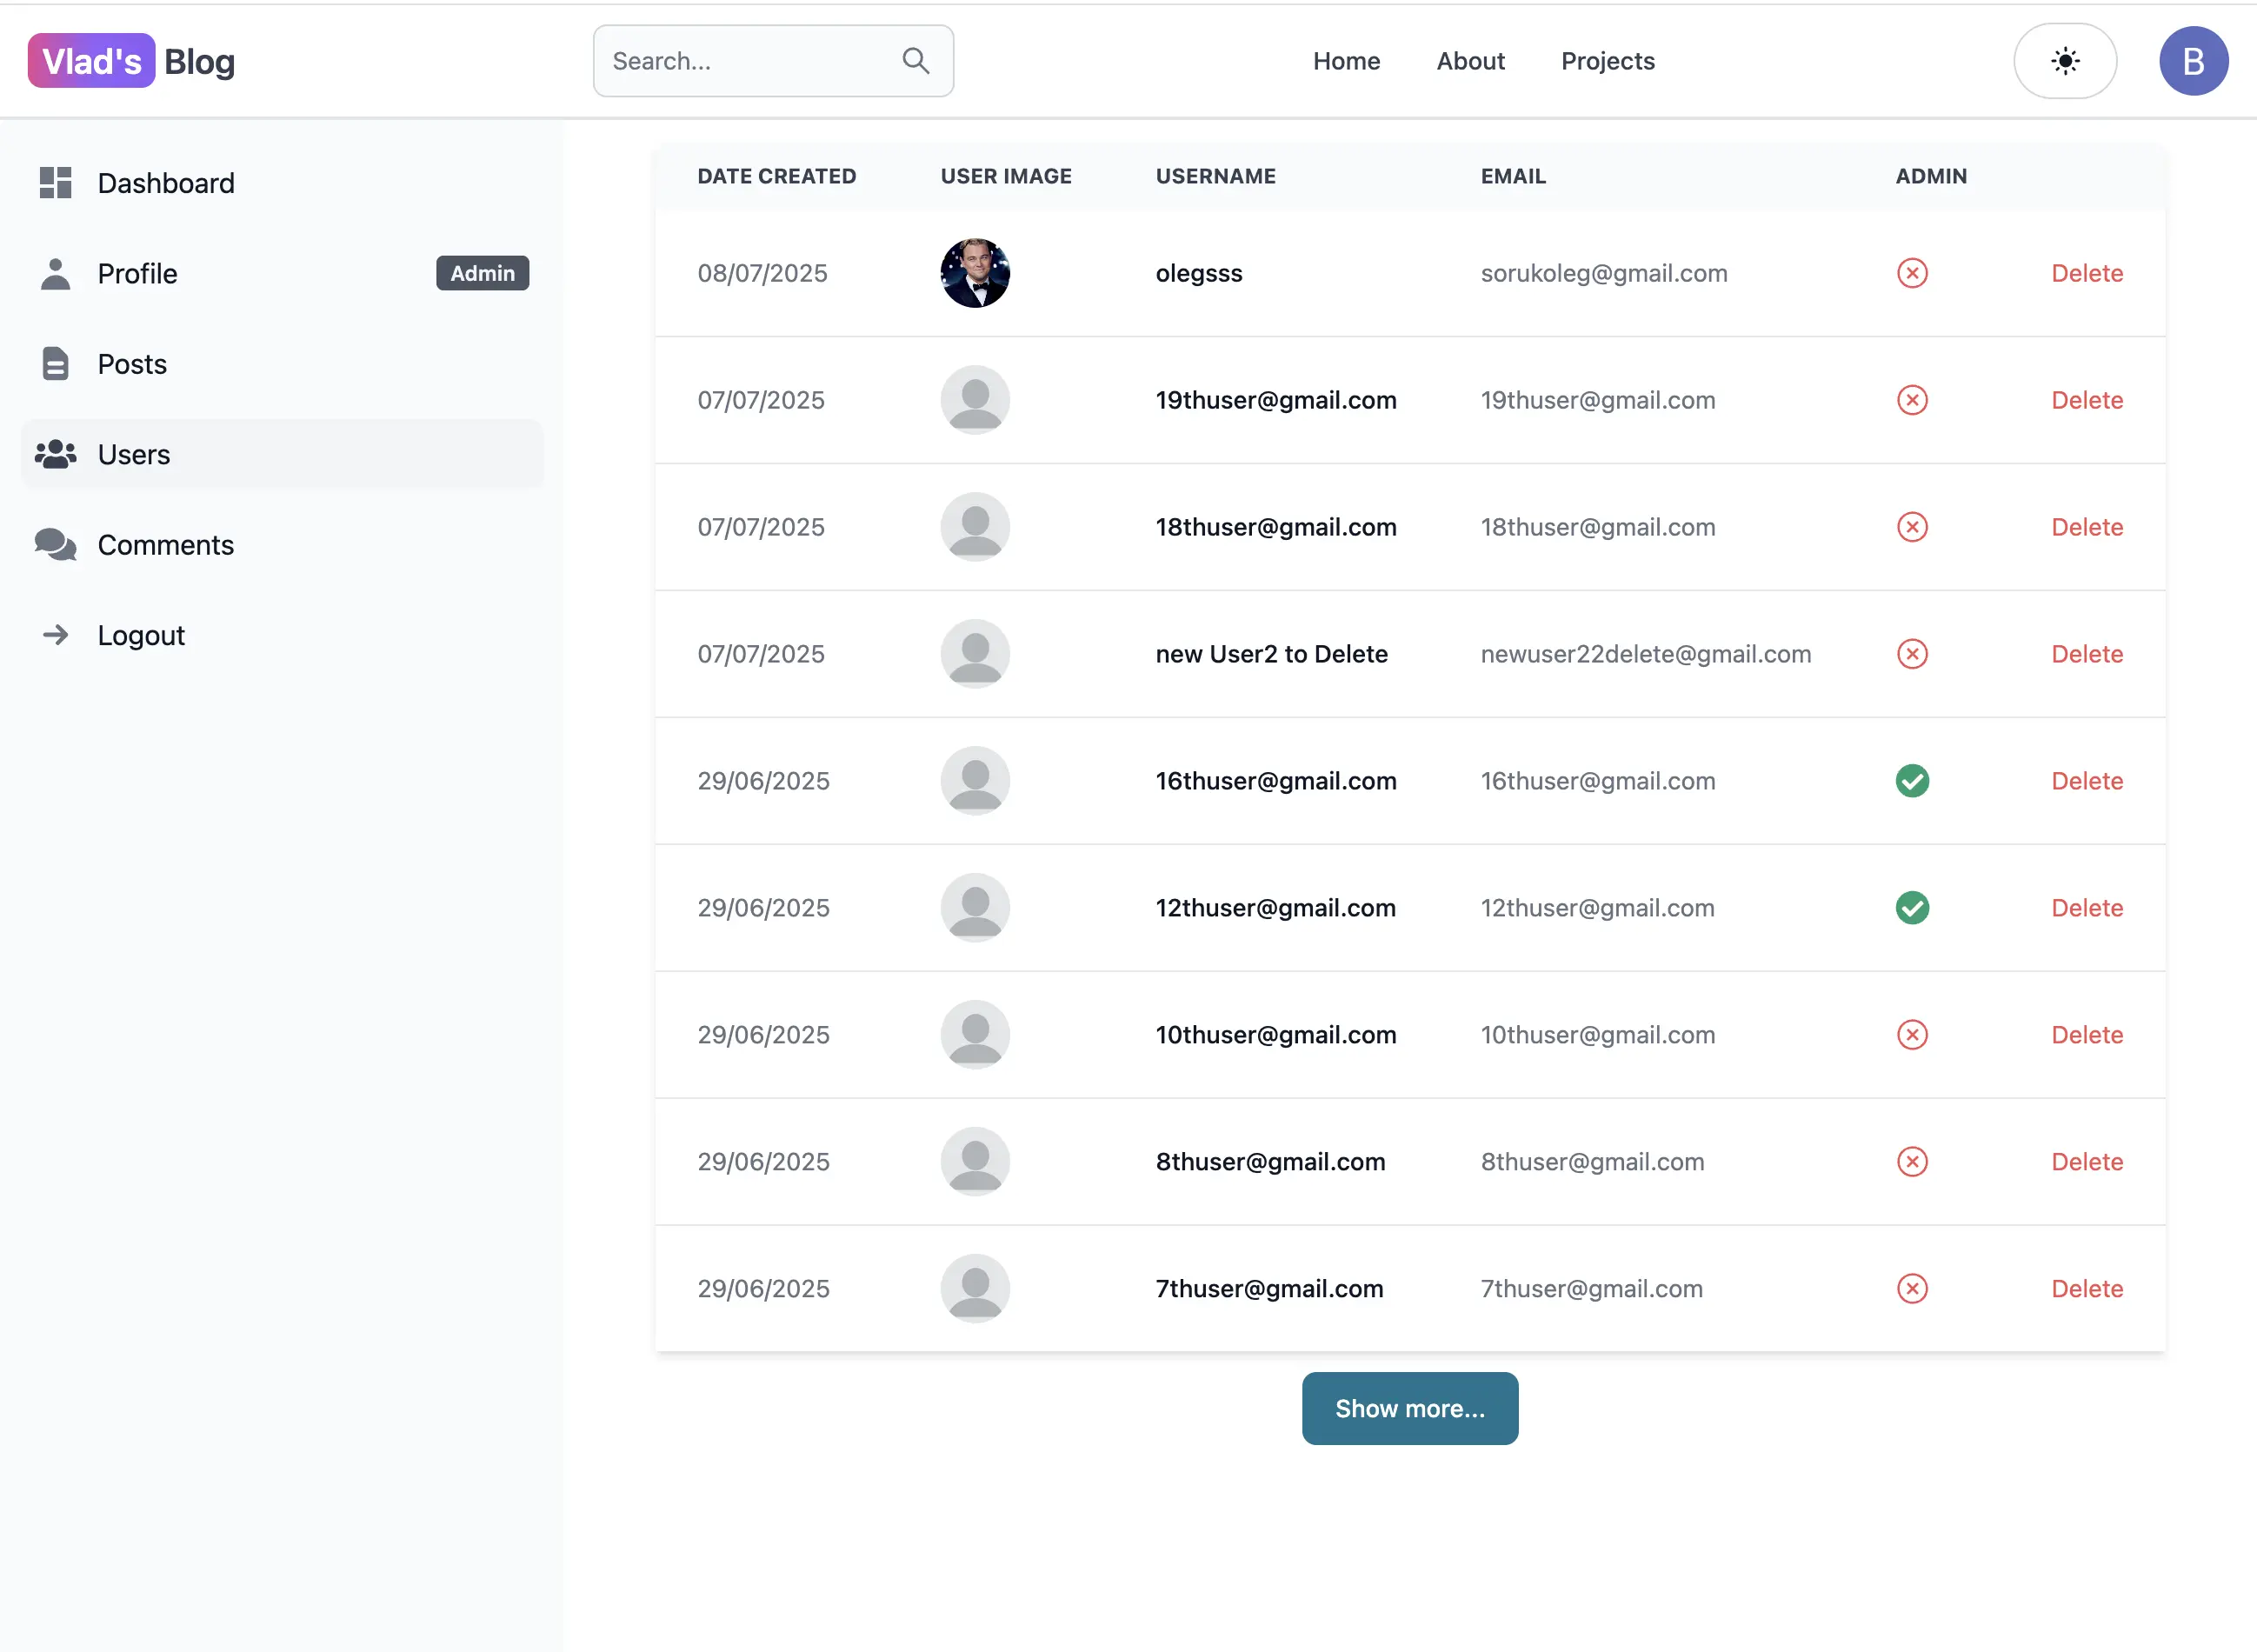 Vlad's Blog
Search...
Home About Projects
B
Dashboard
Profile Admin
Posts
Users
Comments
Logout
DATE CREATED USER IMAGE USERNAME EMAIL ADMIN
08/07/2025 olegsss sorukoleg@gmail.com Delete
07/07/2025 19thuser@gmail.com 19thuser@gmail.com Delete
07/07/2025 18thuser@gmail.com 18thuser@gmail.com Delete
07/07/2025 new User2 to Delete newuser22delete@gmail.com Delete
29/06/2025 16thuser@gmail.com 16thuser@gmail.com Delete
29/06/2025 12thuser@gmail.com 12thuser@gmail.com Delete
29/06/2025 10thuser@gmail.com 10thuser@gmail.com Delete
29/06/2025 8thuser@gmail.com 8thuser@gmail.com Delete
29/06/2025 7thuser@gmail.com 7thuser@gmail.com Delete
Show more...